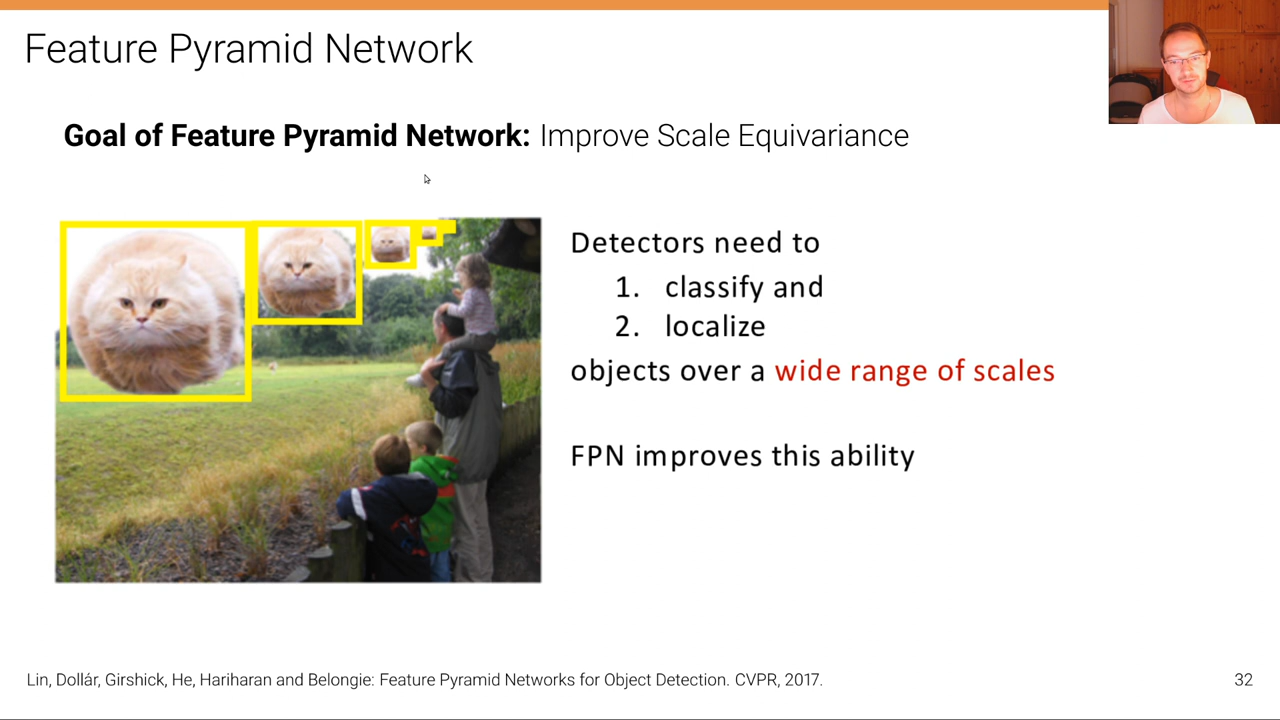 Feature Pyramid Network
Goal of Feature Pyramid Network: Improve Scale Equivariance
Detectors need to
1. classify and
2. localize
objects over a wide range of scales
FPN improves this ability
Lin, Dollár, Girshick, He, Hariharan and Belongie: Feature Pyramid Networks for Object Detection. CVPR, 2017.
32